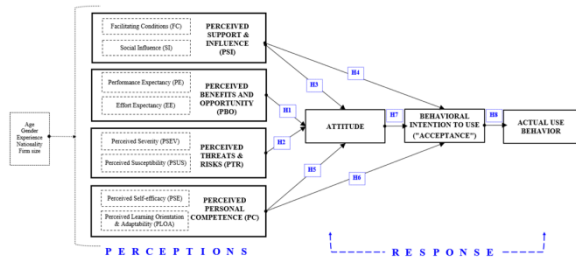 Age
Gender
Experience
Nationality
Firm size
Facilitating Conditions (FC)
Social Influence (SI)
PERCEIVED
SUPPORT &
INFLUENCE
(PSI)
Performance Expectancy (PE)
Effort Expectancy (EE)
PERCEIVED
BENEFITS AND
OPPORTUNITY
(PBO)
Perceived Severity (PSEV)
Perceived Susceptibility (PSUS)
PERCEIVED
THREATS &
RISKS (PTR)
Perceived Self-efficacy (PSE)
Perceived Learning Orientation
& Adaptability (PLOA)
PERCEIVED
PERSONAL
COMPETENCE (PC)
H4
H3
H1
H2
H5
H6
ATTITUDE
H7
BEHAVIORAL
INTENTION TO USE
("ACCEPTANCE")
H8
ACTUAL USE
BEHAVIOR
PERCEPTIONS
RESPONSE